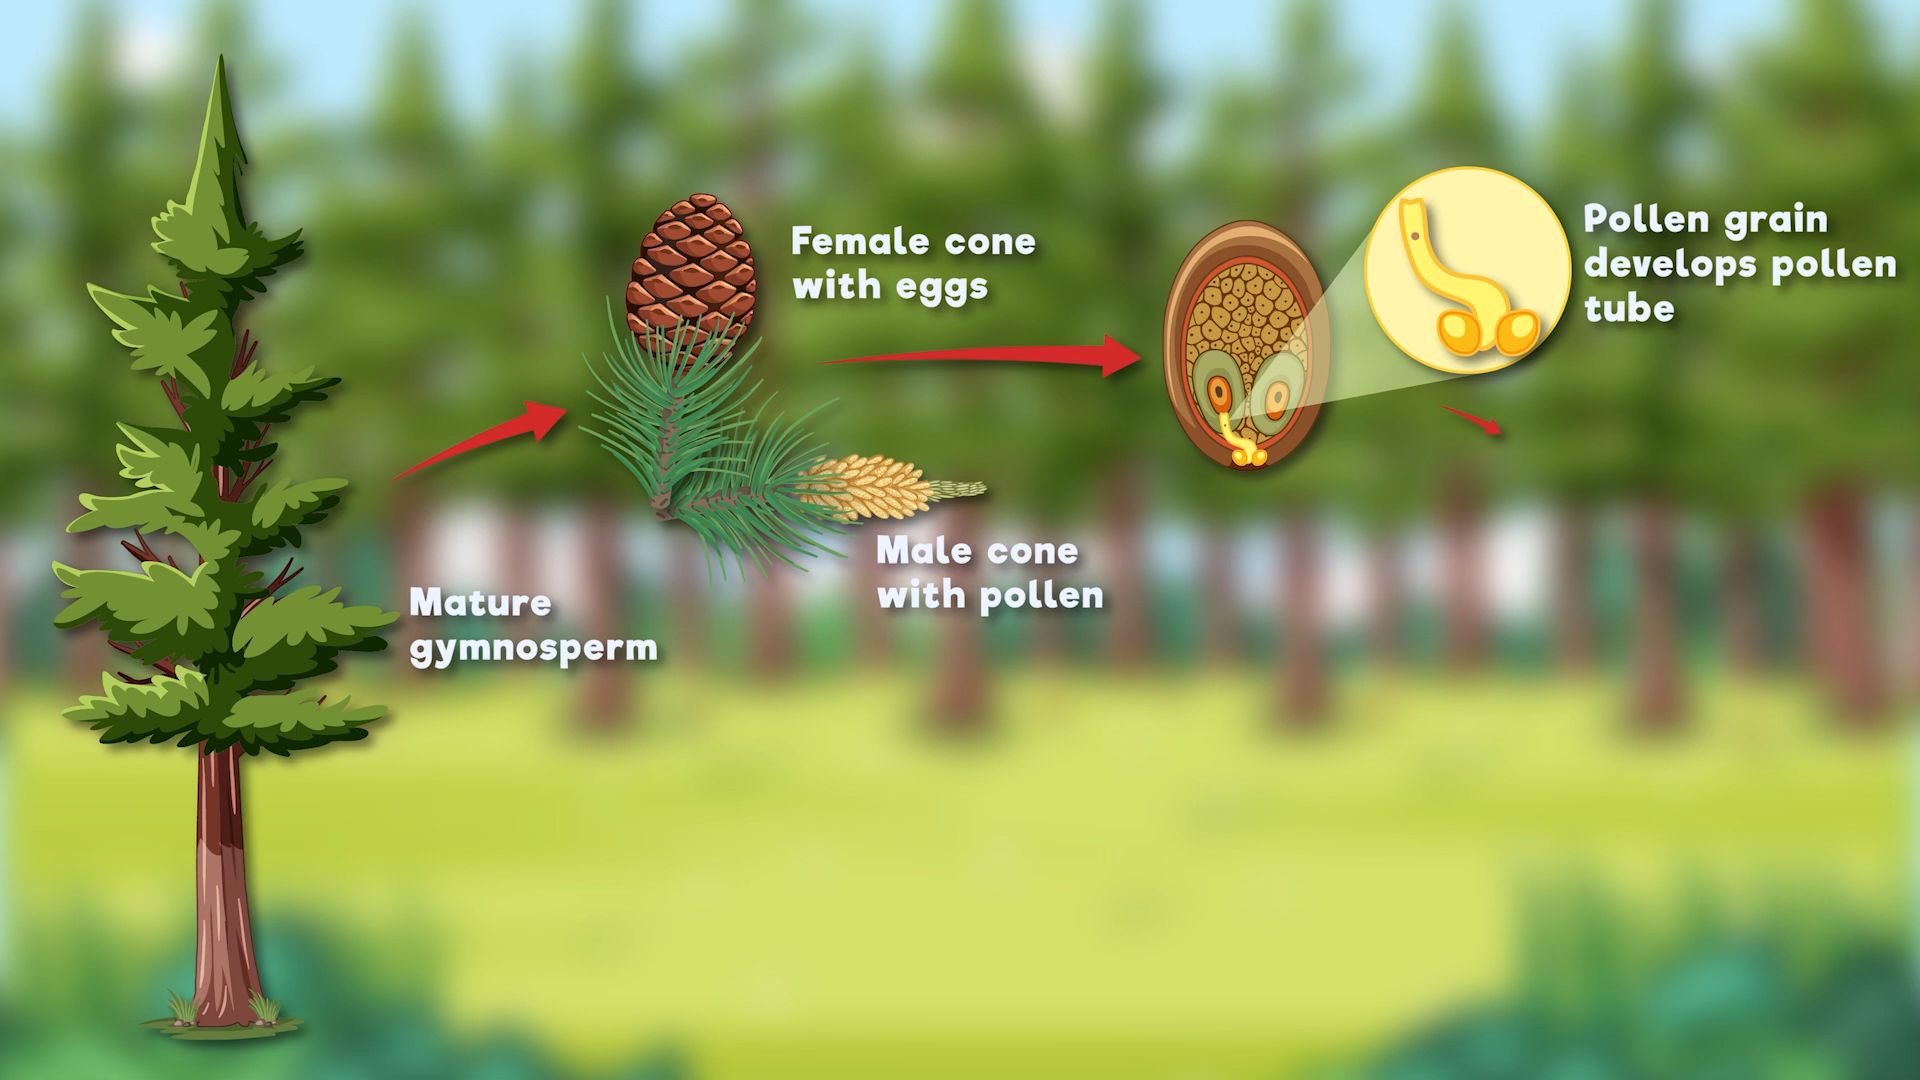 Pollen grain
develops pollen
tube
Female cone
with eggs
Male cone
with pollen
Mature
gymnosperm